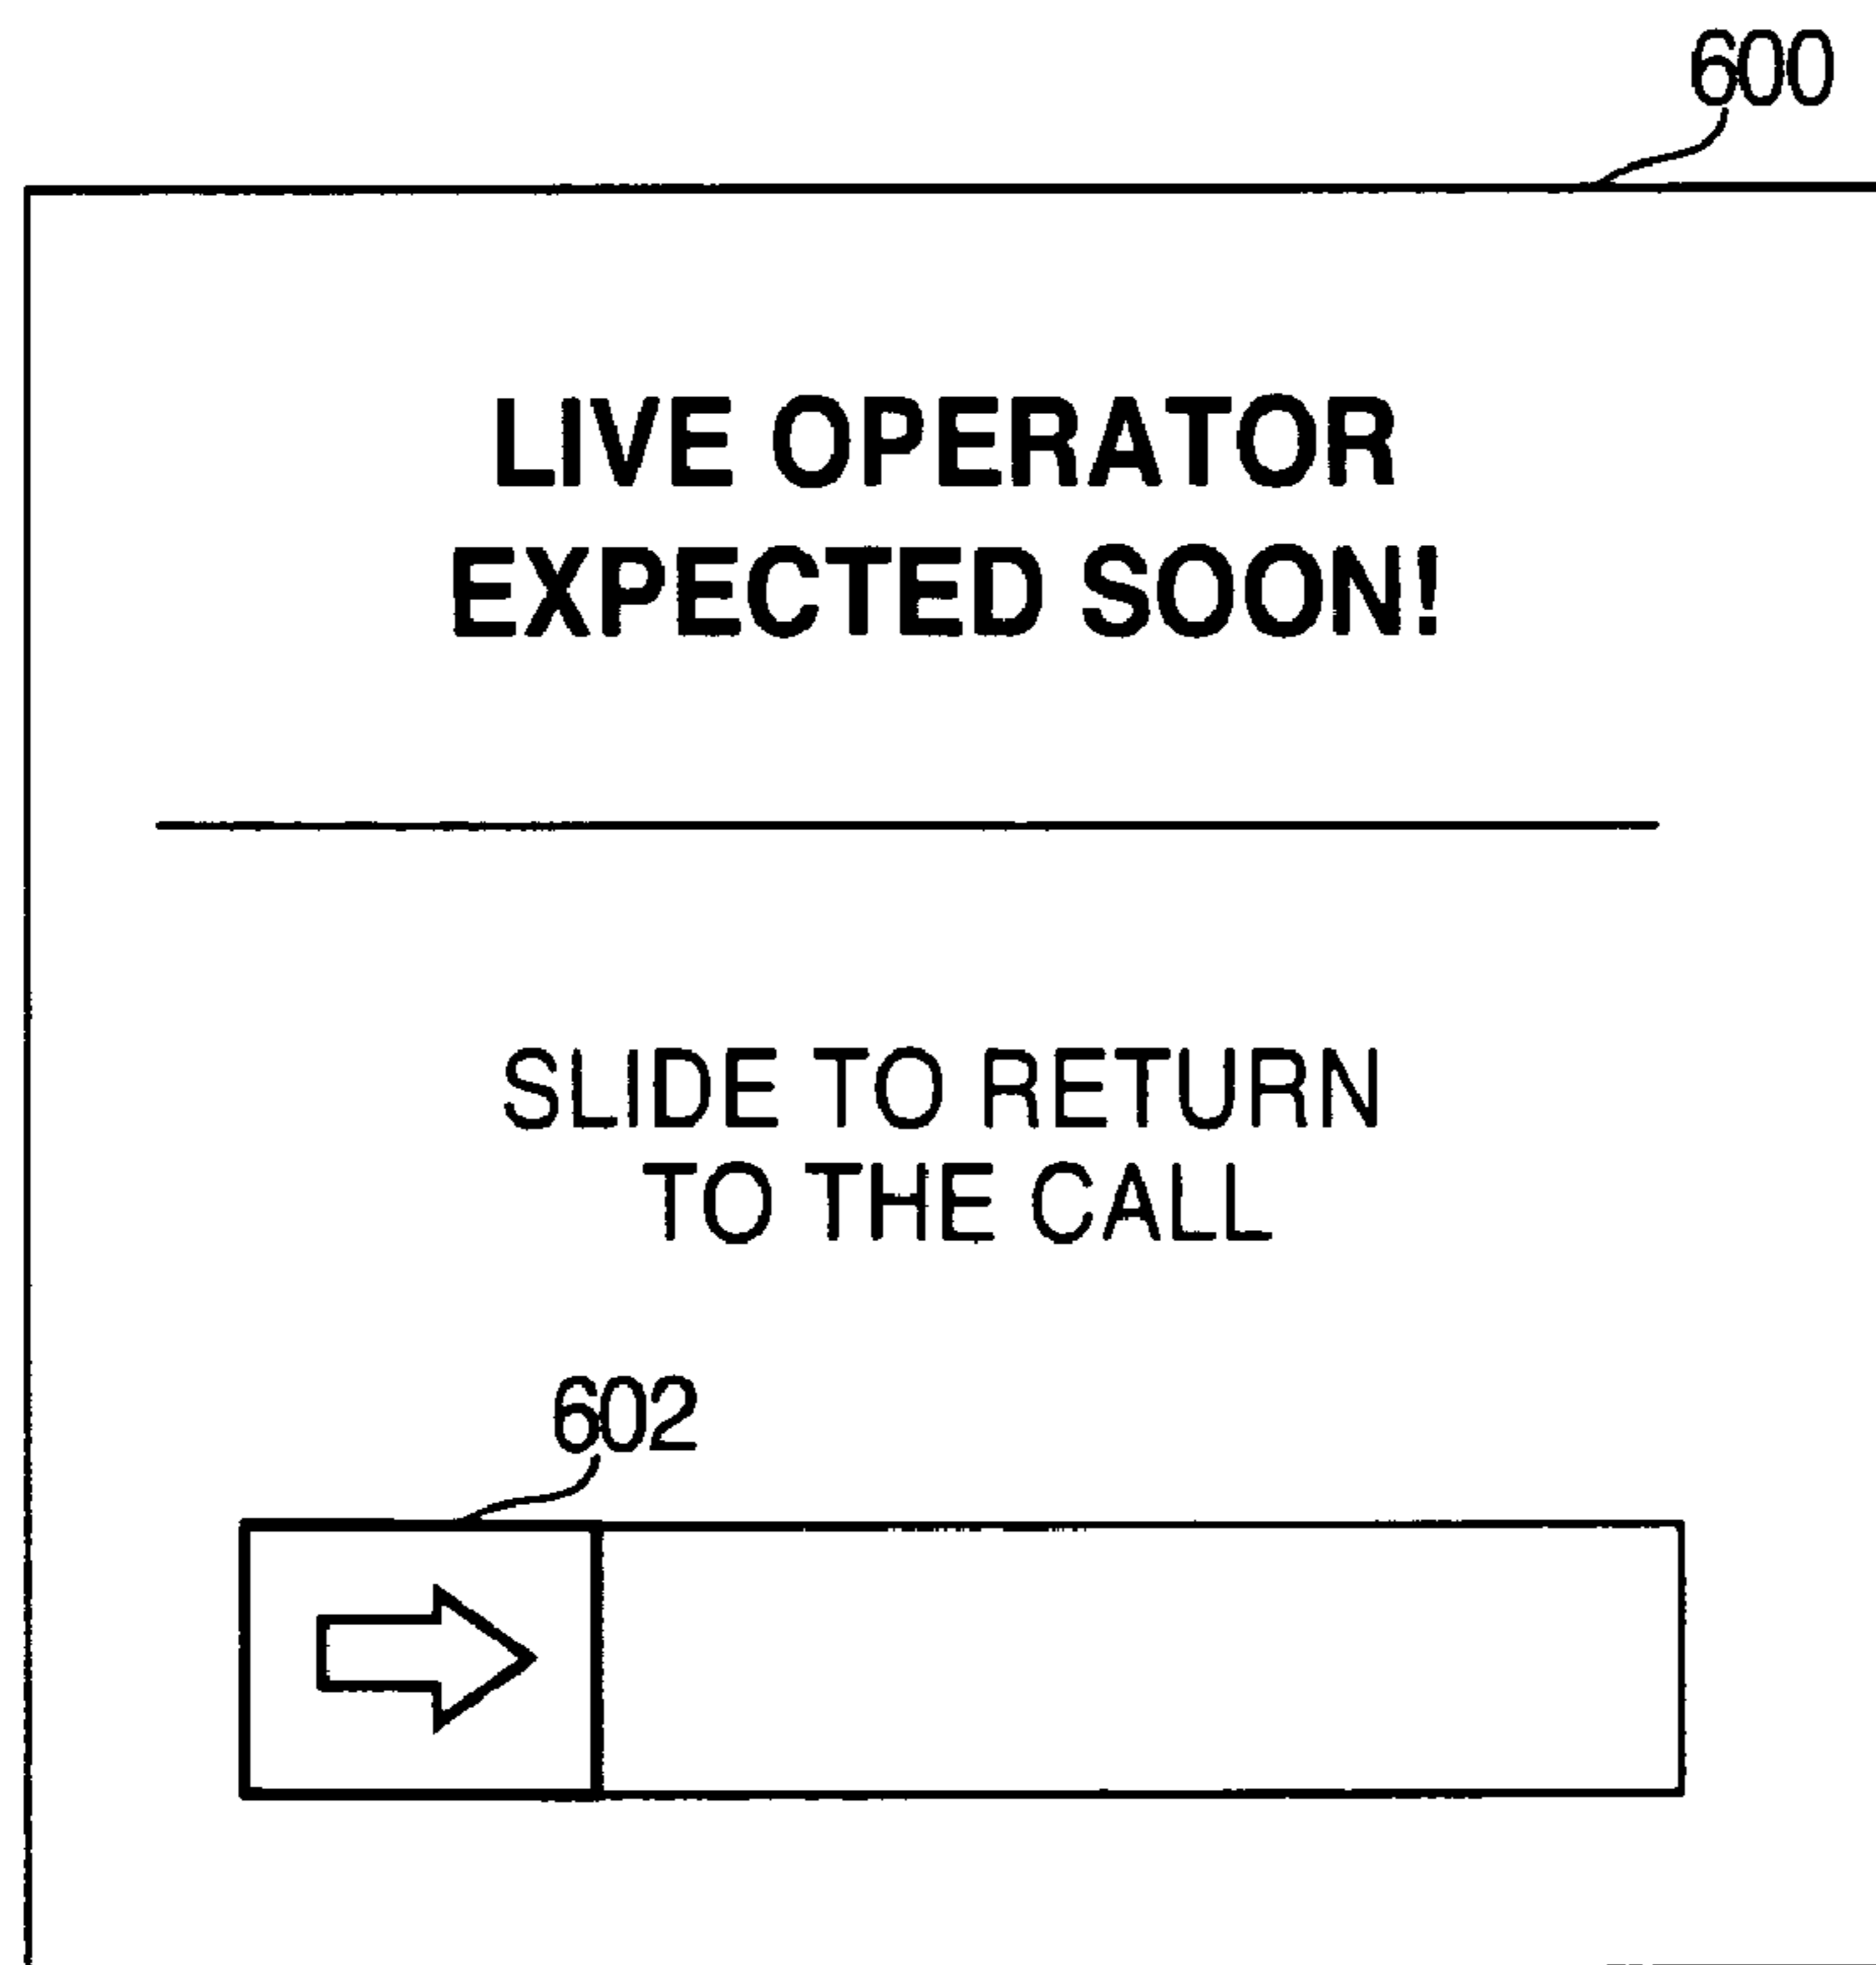 600
LIVE OPERATOR
EXPECTED SOON!
SLIDE TO RETURN
TO THE CALL
602